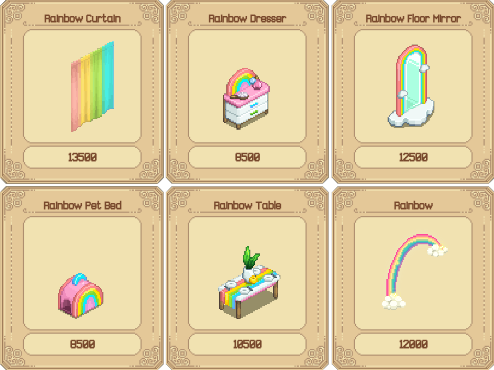 Rainbow Curtain
Rainbow Dresser
Rainbow Floor Mirror
13500
8500
12500
Rainbow Pet Bed
Rainbow Table
Rainbow
8500
10500
12000